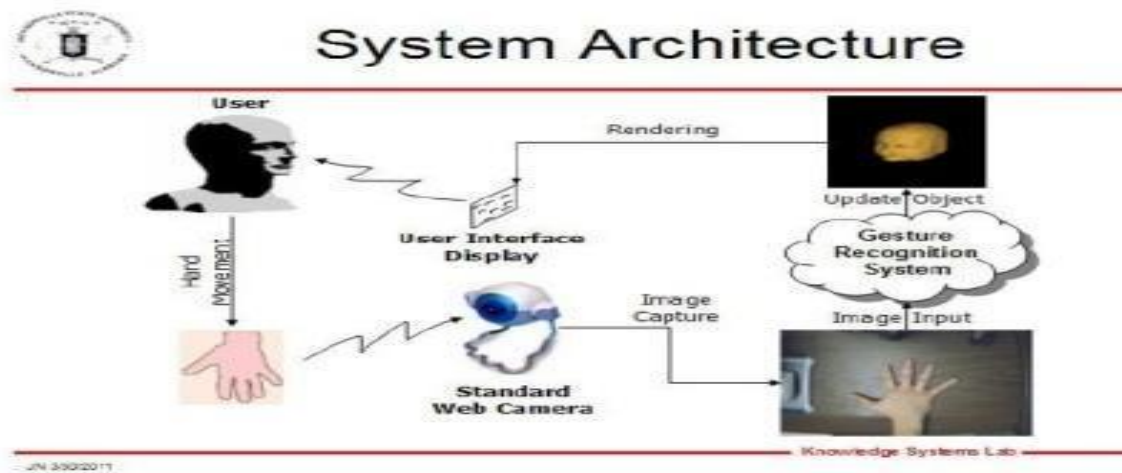 System Architecture
User
Rendering
Update Object
User Interface
Display
Gesture
Recognition
System
Hand
Movement
Image
Capture
Image Input
Standard
Web Camera
Knowledge Systems Lab